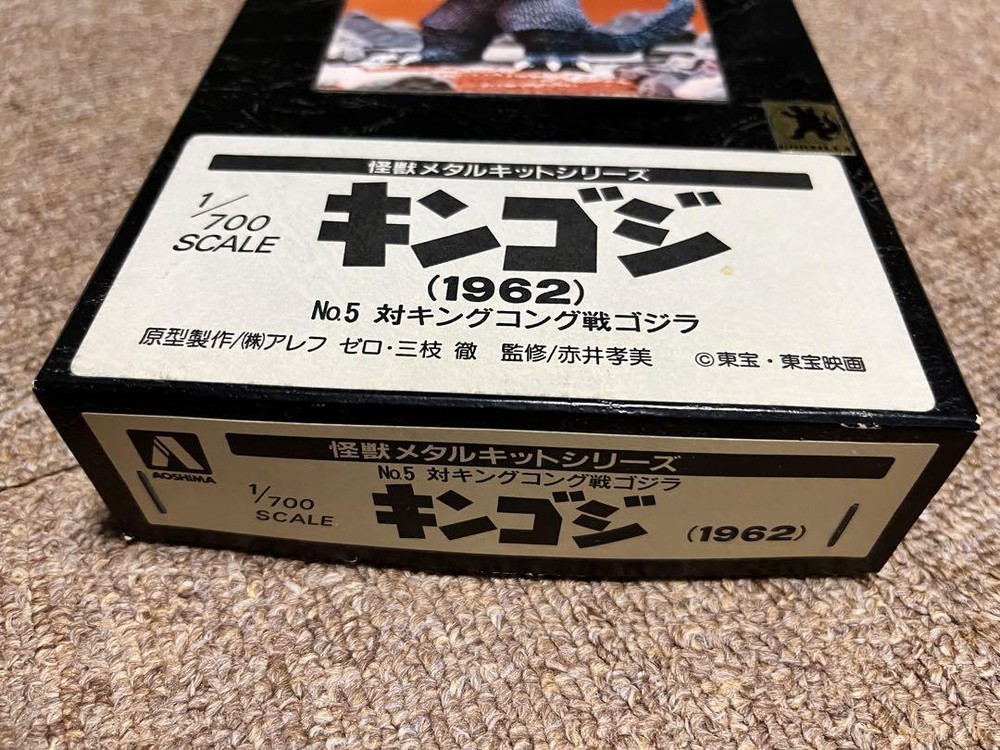 怪獣メタルキットシリーズ
1/700
SCALE
キンゴジ
(1962)
No.5 対キングコング戦ゴジラ
原型製作/㈱アレフ ゼロ・三枝 徹 監修/赤井孝美 ©東宝・東宝映画
AOSHIMA
怪獣メタルキットシリーズ
No.5 対キングコング戦ゴジラ
1/700
SCALE
キンゴジ
(1962)